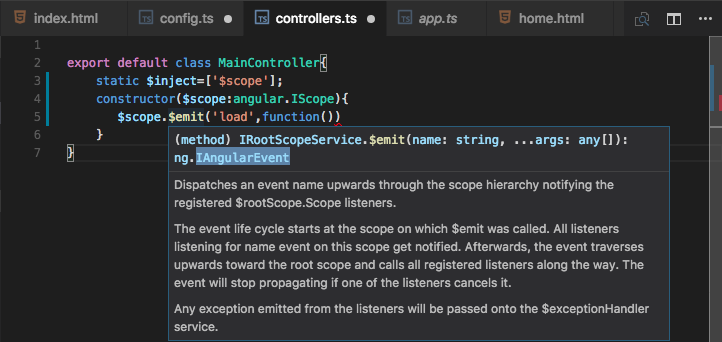 index.html TS config.ts TS controllers.ts TS app.ts home.html
1
2 export default class MainController{
3 static $inject=['$scope'];
4 constructor($scope:angular.IScope){
5 $scope.$emit('load',function())
6 }
7 }
(method) IRootScopeService.$emit(name: string, ...args: any[]):
ng.IAngularEvent
Dispatches an event name upwards through the scope hierarchy notifying the
registered $rootScope.Scope listeners.
The event life cycle starts at the scope on which $emit was called. All listeners
listening for name event on this scope get notified. Afterwards, the event traverses
upwards toward the root scope and calls all registered listeners along the way. The
event will stop propagating if one of the listeners cancels it.
Any exception emitted from the listeners will be passed onto the $exceptionHandler
service.